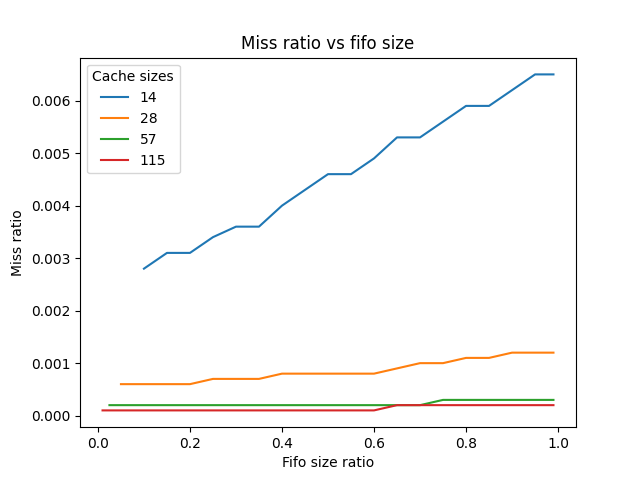 Miss ratio vs fifo size
Cache sizes
14
28
57
115
0.006
0.005
0.004
0.003
0.002
0.001
0.000
Miss ratio
0.0 0.2 0.4 0.6 0.8 1.0
Fifo size ratio